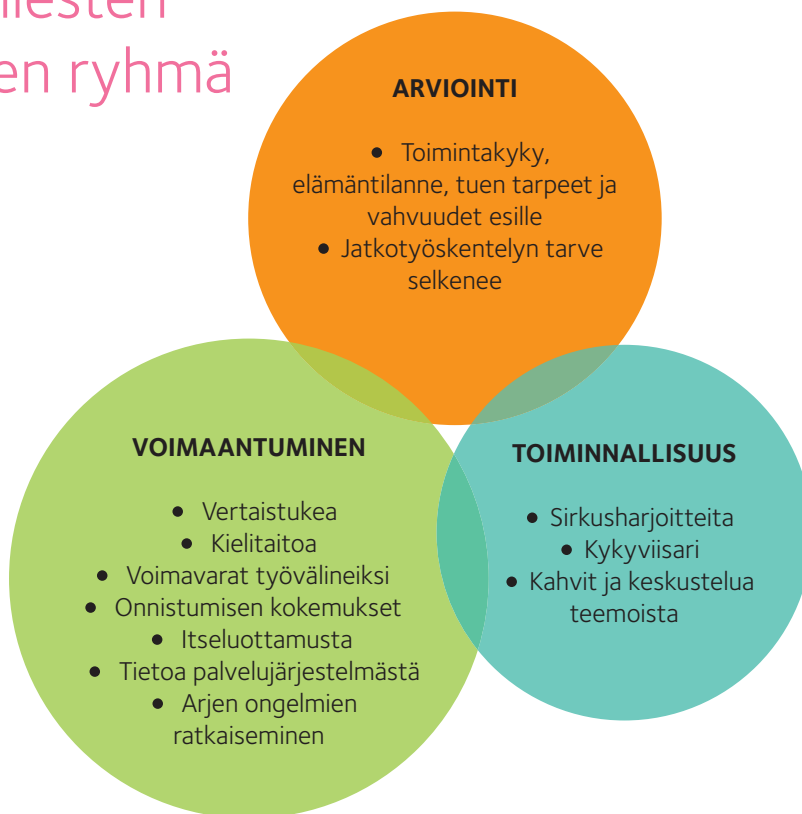 en ryhmä
ARVIOINTI
• Toimintakyky,
elämäntilanne, tuen tarpeet ja
vahvuudet esille
• Jatkotyöskentelyn tarve
selkenee
VOIMAANTUMINEN
• Vertaistukea
• Kielitaitoa
• Voimavarat työvälineiksi
• Onnistumisen kokemukset
• Itseluottamusta
• Tietoa palvelujärjestelmästä
• Arjen ongelmien
ratkaiseminen
TOIMINNALLISUUS
• Sirkusharjoitteita
• Kykyviisari
• Kahvit ja keskustelua
teemoista